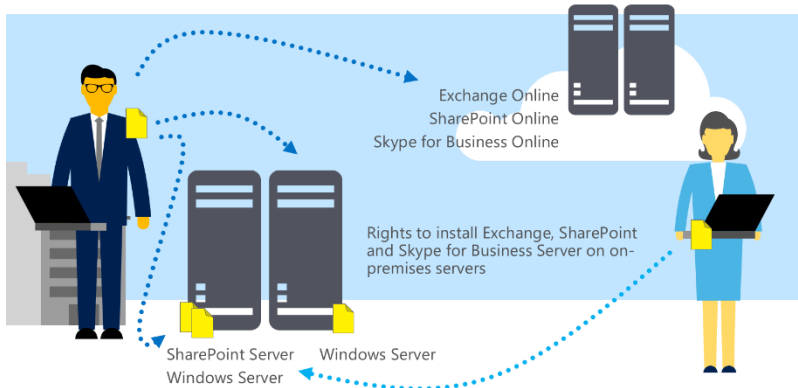 Exchange Online
SharePoint Online
Skype for Business Online
Rights to install Exchange, SharePoint
and Skype for Business Server on on-
premises servers
SharePoint Server
Windows Server
Windows Server